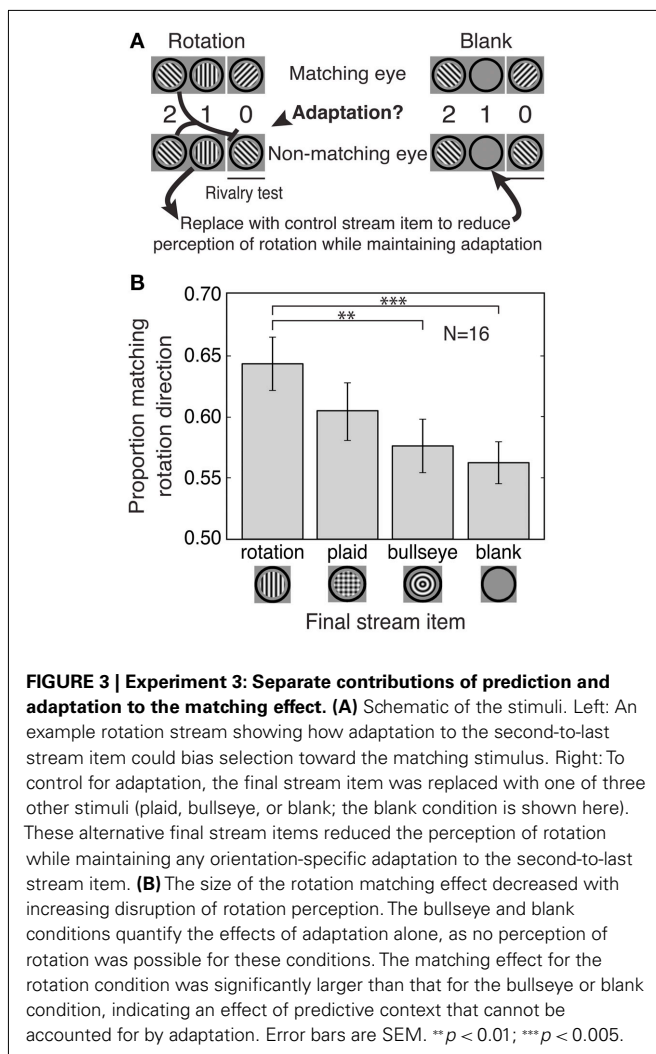 A
Rotation Blank
Matching eye
2 1 0 Adaptation? 2 1 0
Non-matching eye
Rivalry test
Replace with control stream item to reduce
perception of rotation while maintaining adaptation
B
0.70
***
**
N=16
0.65
0.60
0.55
0.50
Proportion matching
rotation direction
rotation plaid bullseye blank
Final stream item
FIGURE 3 | Experiment 3: Separate contributions of prediction and
adaptation to the matching effect. (A) Schematic of the stimuli. Left: An
example rotation stream showing how adaptation to the second-to-last
stream item could bias selection toward the matching stimulus. Right: To
control for adaptation, the final stream item was replaced with one of three
other stimuli (plaid, bullseye, or blank; the blank condition is shown here).
These alternative final stream items reduced the perception of rotation
while maintaining any orientation-specific adaptation to the second-to-last
stream item. (B) The size of the rotation matching effect decreased with
increasing disruption of rotation perception. The bullseye and blank
conditions quantify the effects of adaptation alone, as no perception of
rotation was possible for these conditions. The matching effect for the
rotation condition was significantly larger than that for the bullseye or blank
condition, indicating an effect of predictive context that cannot be
accounted for by adaptation. Error bars are SEM. **p < 0.01; ***p < 0.005.